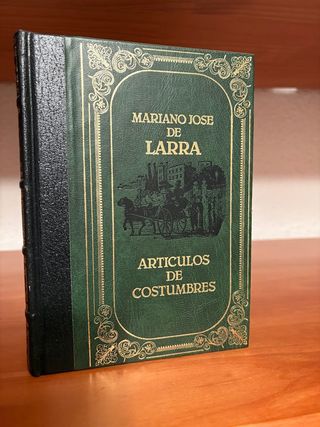 MARIANO JOSE
DE
LARRA
ARTICULOS
DE
COSTUMBRES